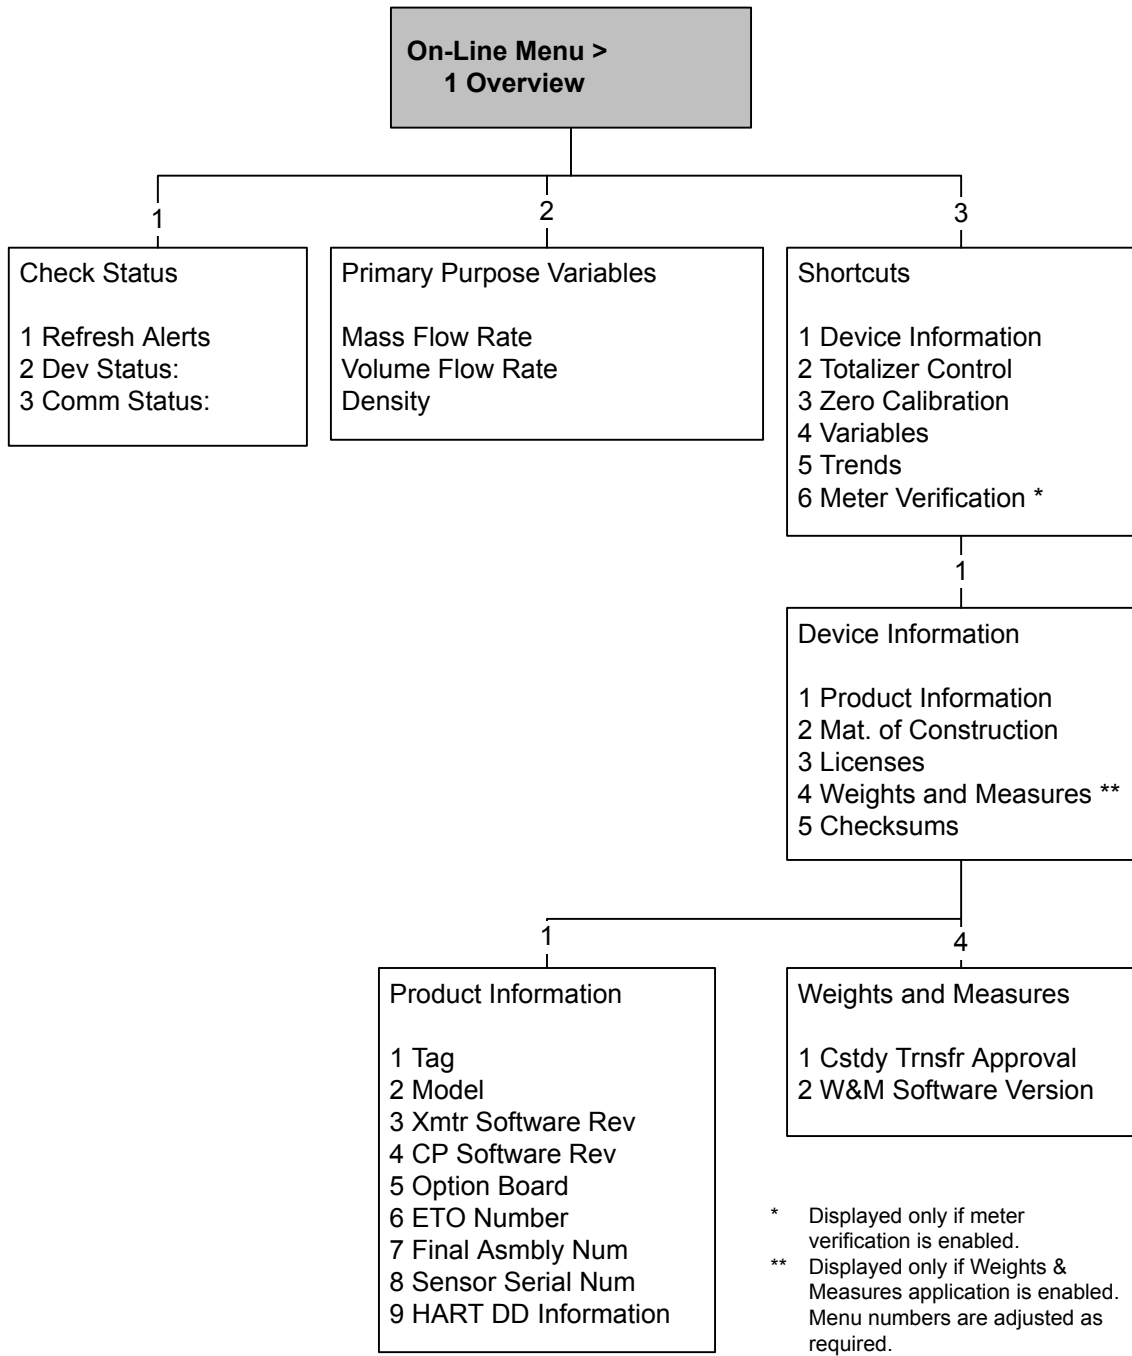 On-Line Menu >
1 Overview
1
2
3
Check Status
1 Refresh Alerts
2 Dev Status:
3 Comm Status:
Primary Purpose Variables
Mass Flow Rate
Volume Flow Rate
Density
Shortcuts
1 Device Information
2 Totalizer Control
3 Zero Calibration
4 Variables
5 Trends
6 Meter Verification *
1
Device Information
1 Product Information
2 Mat. of Construction
3 Licenses
4 Weights and Measures **
5 Checksums
1
4
Product Information
1 Tag
2 Model
3 Xmtr Software Rev
4 CP Software Rev
5 Option Board
6 ETO Number
7 Final Asmbly Num
8 Sensor Serial Num
9 HART DD Information
Weights and Measures
1 Cstdy Trnsfr Approval
2 W&M Software Version
* Displayed only if meter
verification is enabled.
** Displayed only if Weights &
Measures application is enabled.
Menu numbers are adjusted as
required.